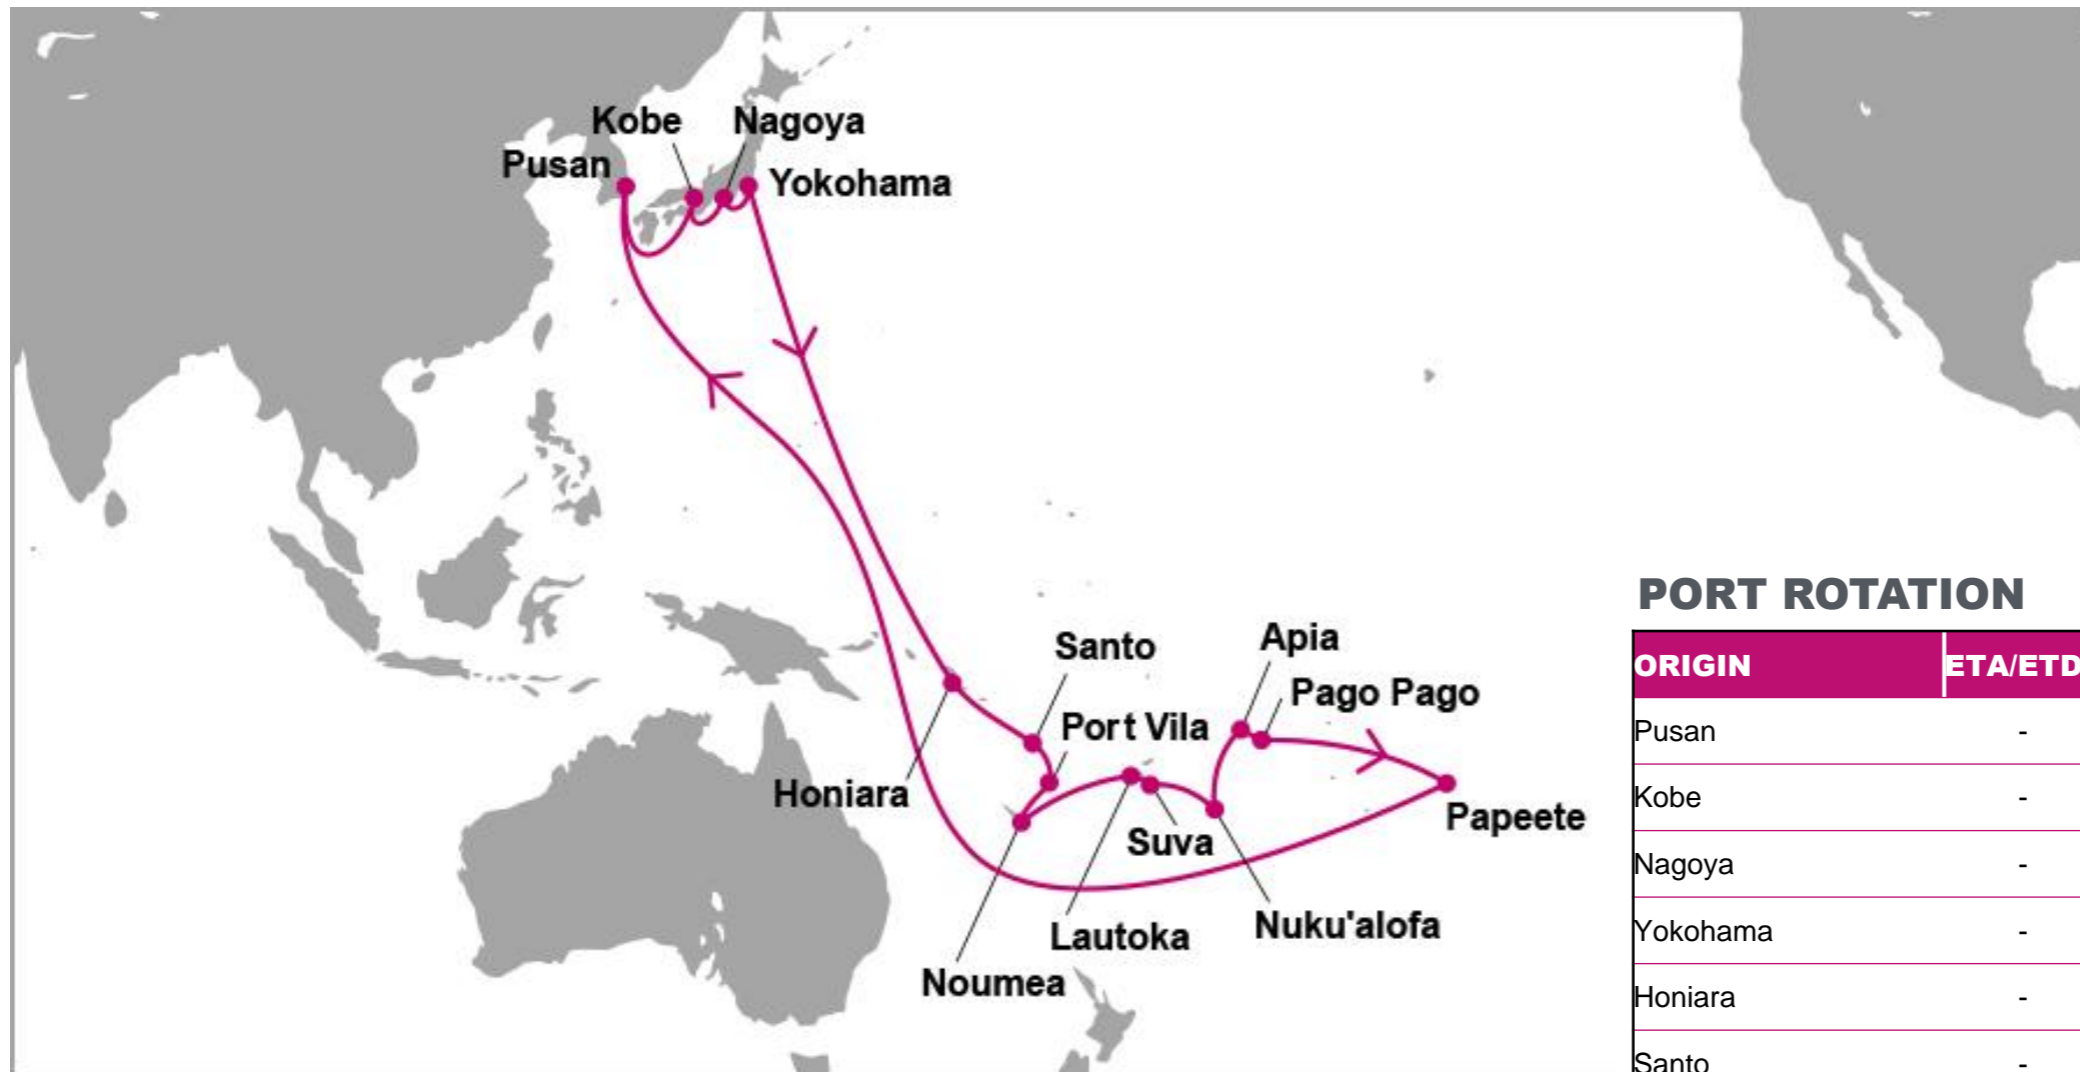 Kobe
Nagoya
Pusan
Yokohama
Santo
Apia
Pago Pago
Port Vila
Honiara
Suva
Papeete
Lautoka
Nuku'alofa
Noumea
PORT ROTATION
ORIGIN ETA/ETD
Pusan -
Kobe -
Nagoya -
Yokohama -
Honiara -
Santo -